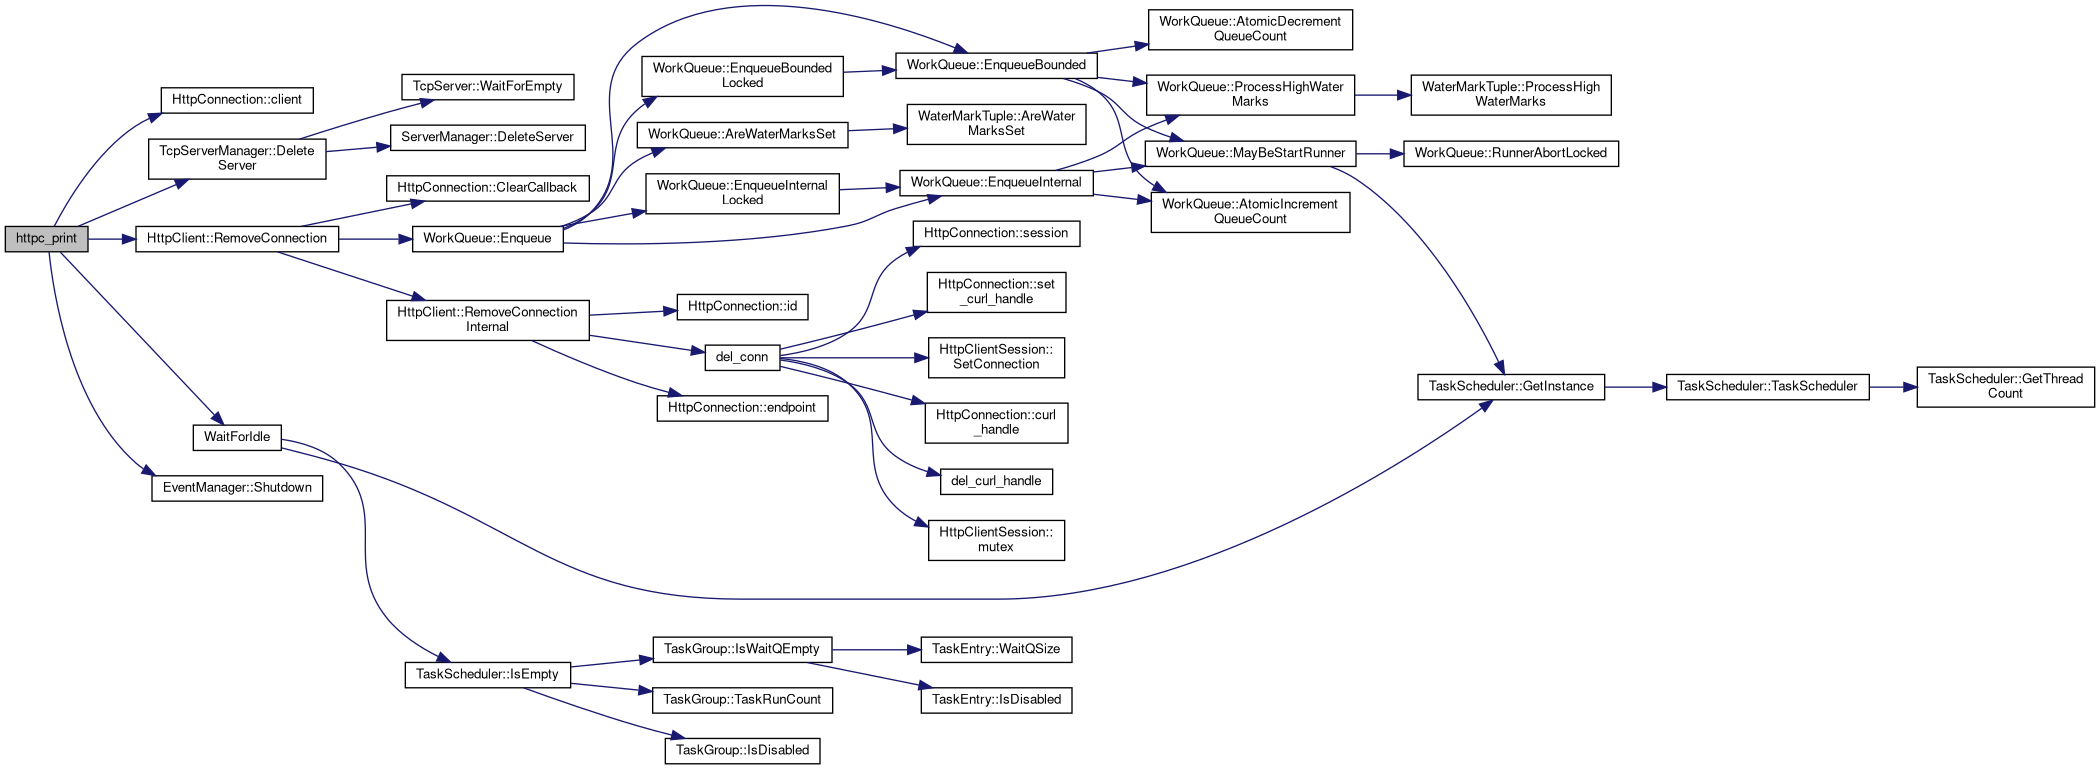 httpc_print
HttpConnection::client
TcpServerManager::Delete
Server
TcpServer::WaitForEmpty
ServerManager::DeleteServer
HttpClient::RemoveConnection
HttpConnection::ClearCallback
WorkQueue::Enqueue
HttpClient::RemoveConnection
Internal
WorkQueue::EnqueueBounded
Locked
WorkQueue::AreWaterMarksSet
WorkQueue::EnqueueInternal
Locked
WorkQueue::EnqueueBounded
WaterMarkTuple::AreWater
MarksSet
WorkQueue::EnqueueInternal
WorkQueue::AtomicDecrement
QueueCount
WorkQueue::ProcessHighWater
Marks
WaterMarkTuple::ProcessHigh
WaterMarks
WorkQueue::MayBeStartRunner
WorkQueue::RunnerAbortLocked
WorkQueue::AtomicIncrement
QueueCount
HttpConnection::id
del_conn
HttpConnection::endpoint
HttpConnection::session
HttpConnection::set
_curl_handle
HttpClientSession::
SetConnection
HttpConnection::curl
_handle
del_curl_handle
HttpClientSession::
mutex
TaskScheduler::GetInstance
TaskScheduler::TaskScheduler
TaskScheduler::GetThread
Count
WaitForIdle
EventManager::Shutdown
TaskScheduler::IsEmpty
TaskGroup::IsWaitQEmpty
TaskEntry::WaitQSize
TaskEntry::IsDisabled
TaskGroup::TaskRunCount
TaskGroup::IsDisabled